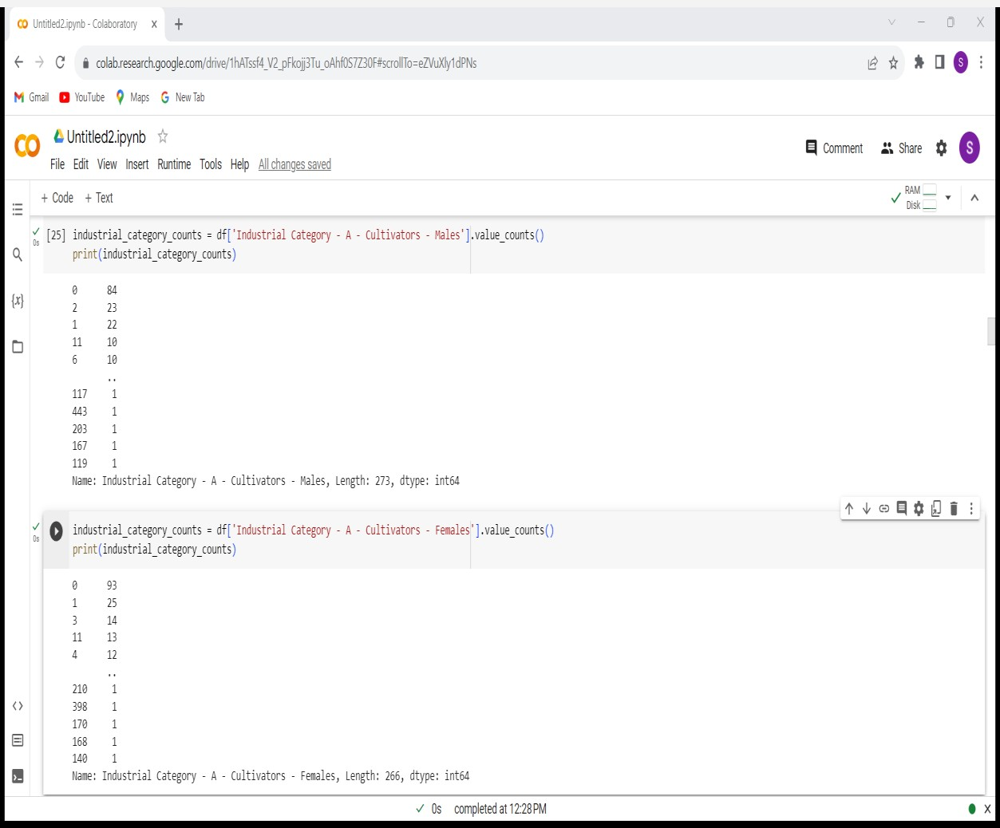 Untitled2.ipynb - Colaboratory
colab.research.google.com/drive/1hATssf4_V2_pFkojj3Tu_oAhf0S7Z30F#scrollTo=eZVuXly1dPNs
S
Gmail YouTube Maps New Tab
Untitled2.ipynb
Comment Share S
File Edit View Insert Runtime Tools Help All changes saved
+ Code + Text
RAM
Disk
[25] industrial_category_counts = df['Industrial Category - A - Cultivators - Males'].value_counts()
0s
print(industrial_category_counts)
0 84
2 23
1 22
11 10
6 10
..
117 1
443 1
203 1
167 1
119 1
Name: Industrial Category - A - Cultivators - Males, Length: 273, dtype: int64
industrial_category_counts = df['Industrial Category - A - Cultivators - Females'].value_counts()
0s
print(industrial_category_counts)
0 93
1 25
3 14
11 13
4 12
..
210 1
398 1
170 1
168 1
140 1
Name: Industrial Category - A - Cultivators - Females, Length: 266, dtype: int64
0s completed at 12:28 PM